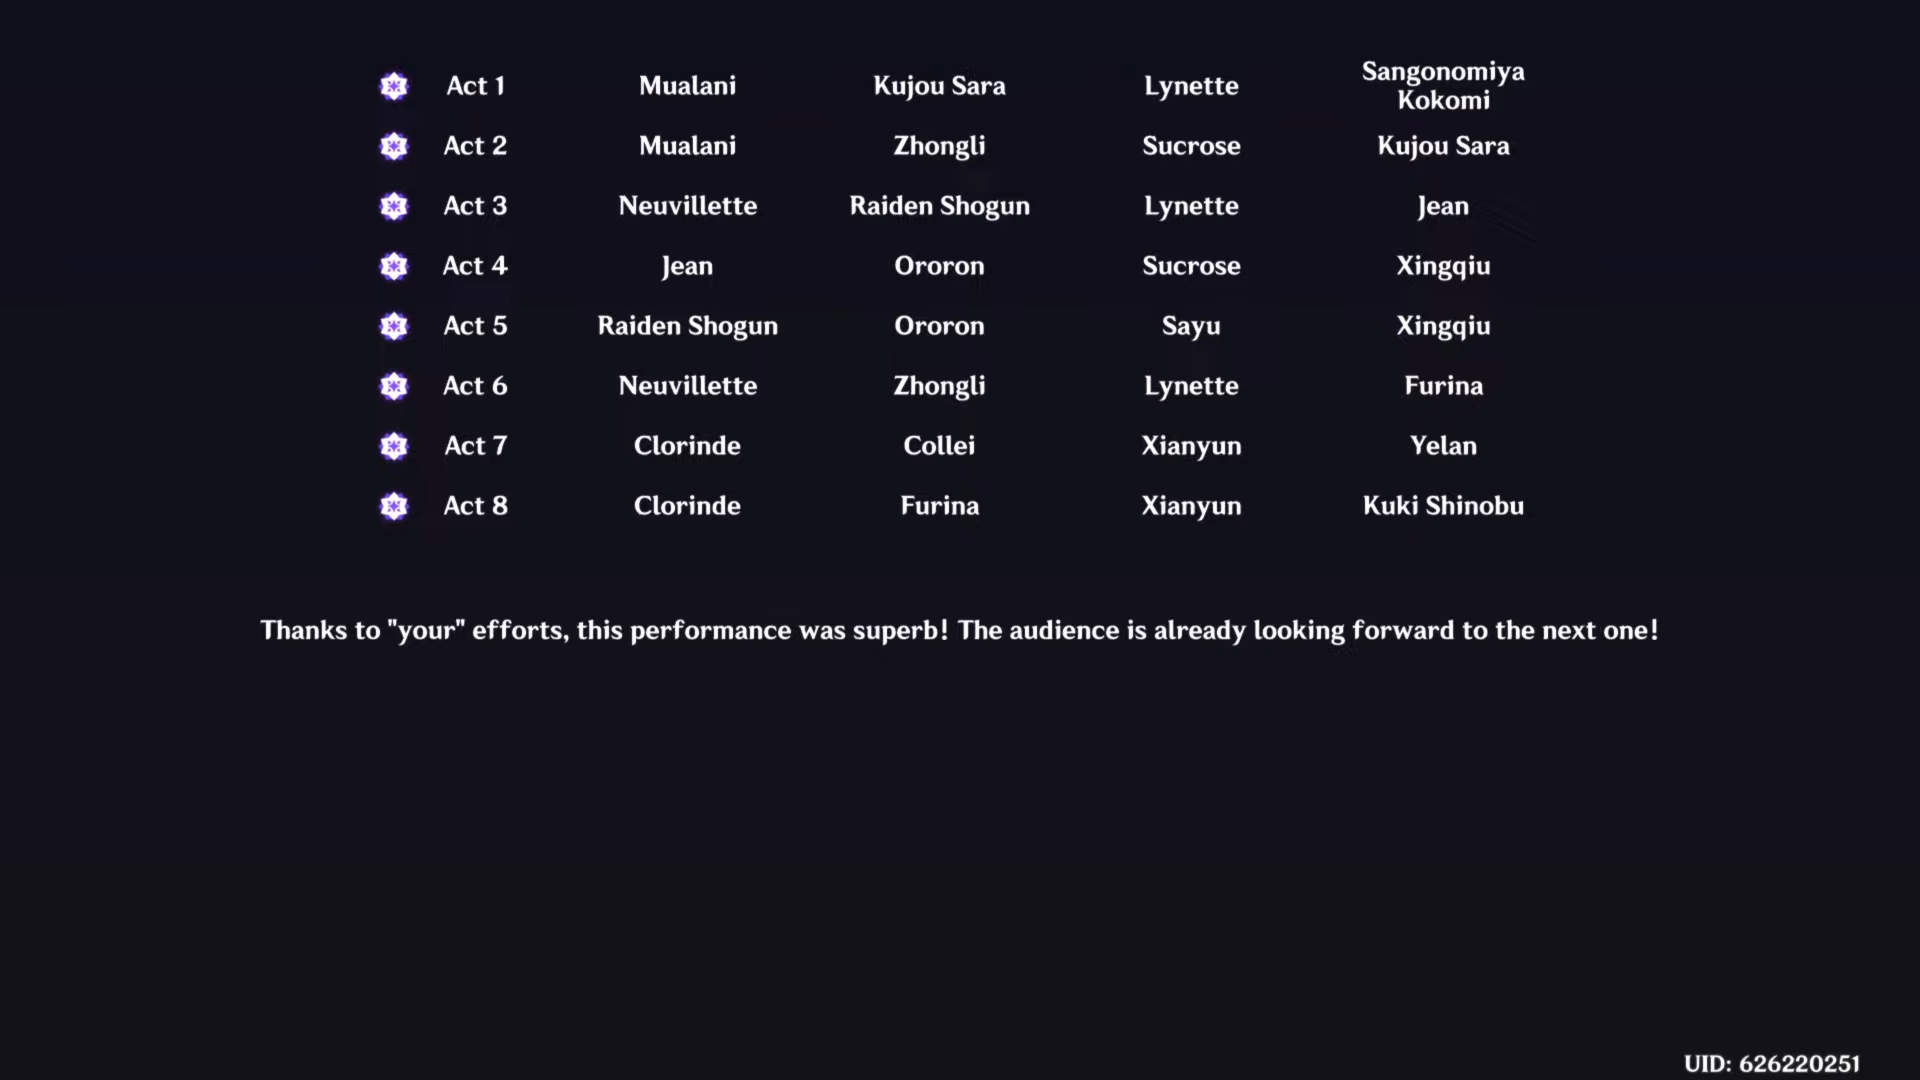 Act 1 Mualani Kujou Sara Lynette Sangonomiya Kokomi
Act 2 Mualani Zhongli Sucrose Kujou Sara
Act 3 Neuvillette Raiden Shogun Lynette Jean
Act 4 Jean Ororon Sucrose Xingqiu
Act 5 Raiden Shogun Ororon Sayu Xingqiu
Act 6 Neuvillette Zhongli Lynette Furina
Act 7 Clorinde Collei Xianyun Yelan
Act 8 Clorinde Furina Xianyun Kuki Shinobu
Thanks to "your" efforts, this performance was superb! The audience is already looking forward to the next one!
UID: 626220251